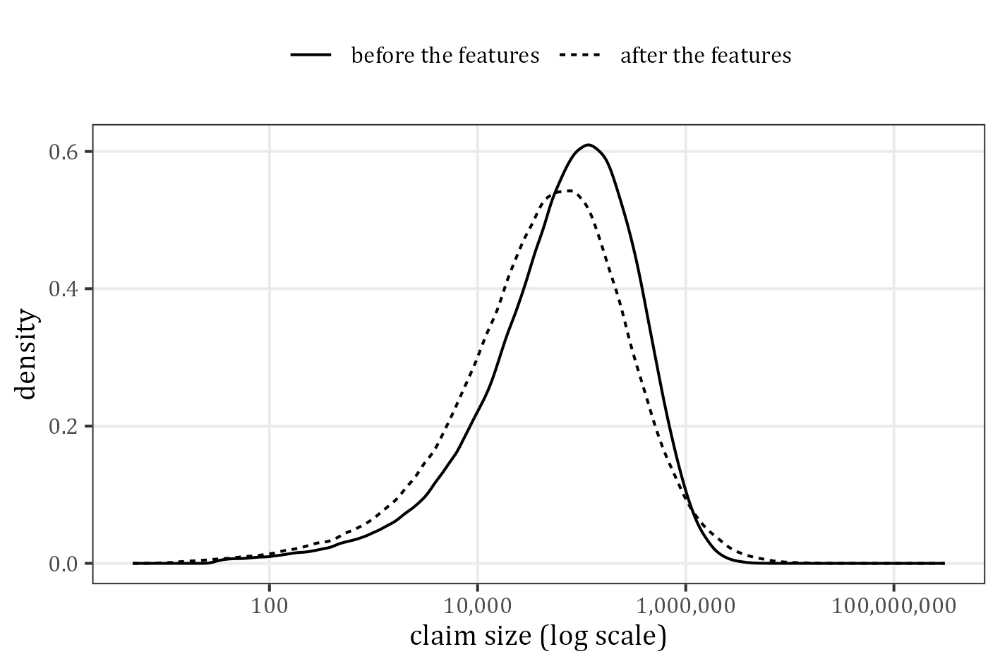 before the features
after the features
density
0.6
0.4
0.2
0.0
100
10,000
1,000,000
100,000,000
claim size (log scale)